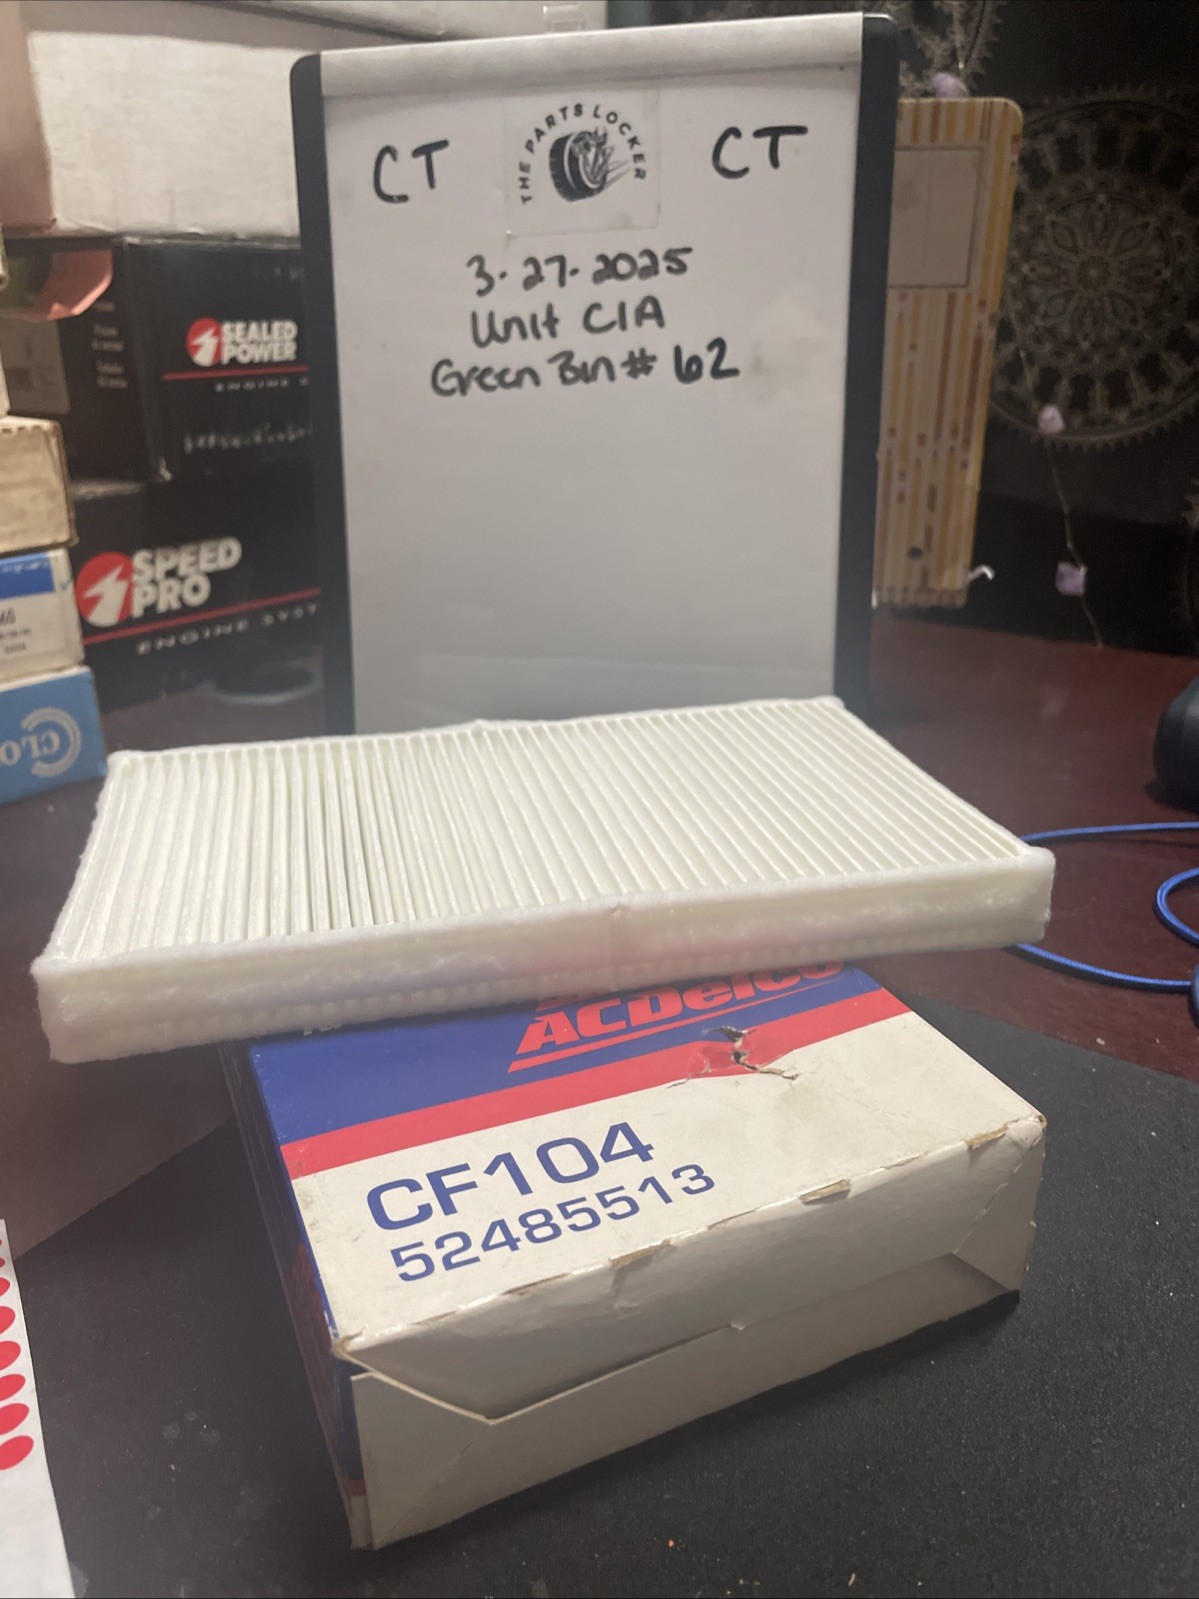 CT
THE PARTS LOCKER
CT
3-27-2025
Unit C1A
Green Bin # 62
SEALED
POWER
SPEED
PRO
ACDelco
CF104
52485513